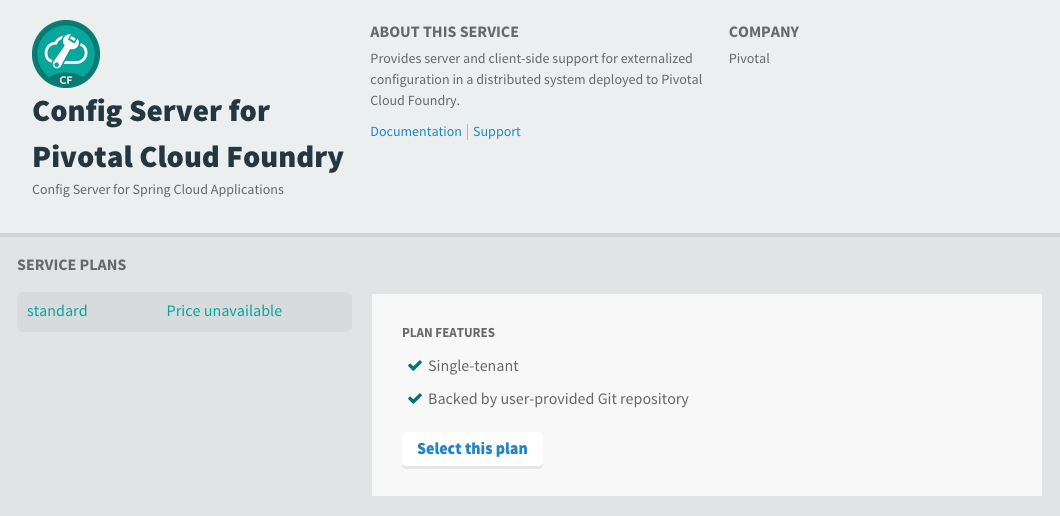 CF
Config Server for
Pivotal Cloud Foundry
Config Server for Spring Cloud Applications
ABOUT THIS SERVICE
Provides server and client-side support for externalized
configuration in a distributed system deployed to Pivotal
Cloud Foundry.
Documentation | Support
COMPANY
Pivotal
SERVICE PLANS
standard Price unavailable
PLAN FEATURES
Single-tenant
Backed by user-provided Git repository
Select this plan